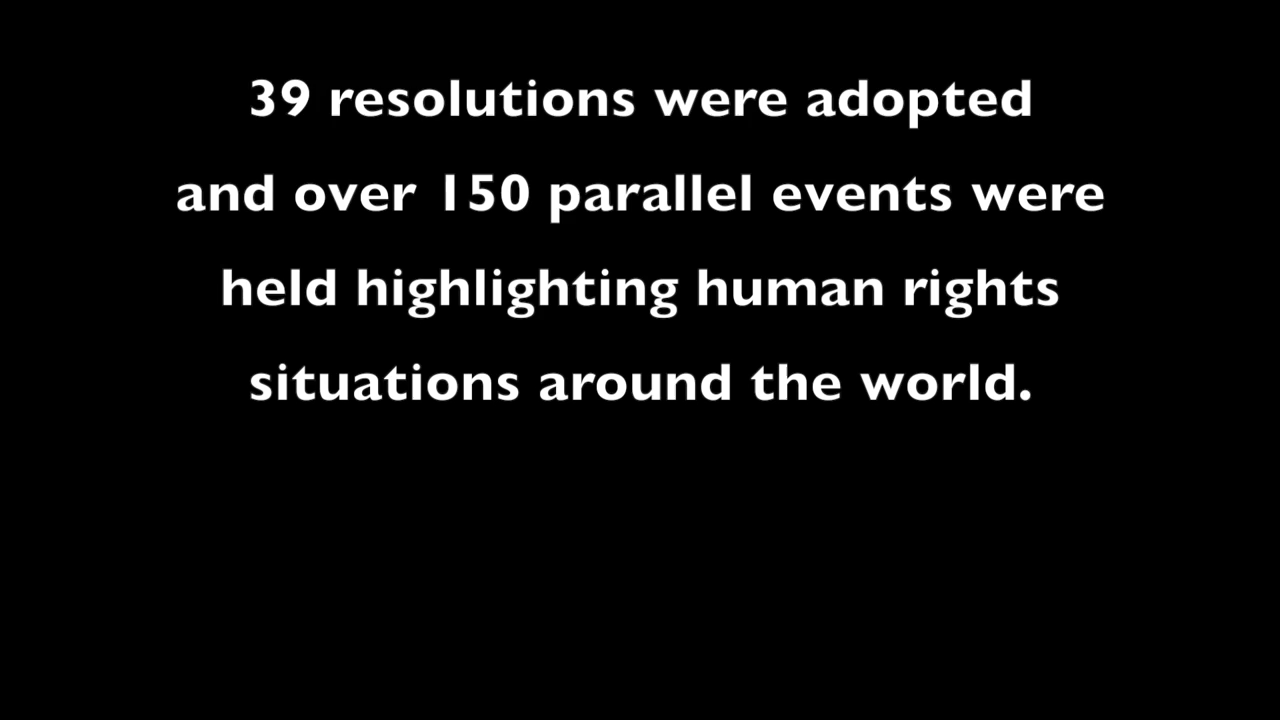 39 resolutions were adopted
and over 150 parallel events were
held highlighting human rights
situations around the world.